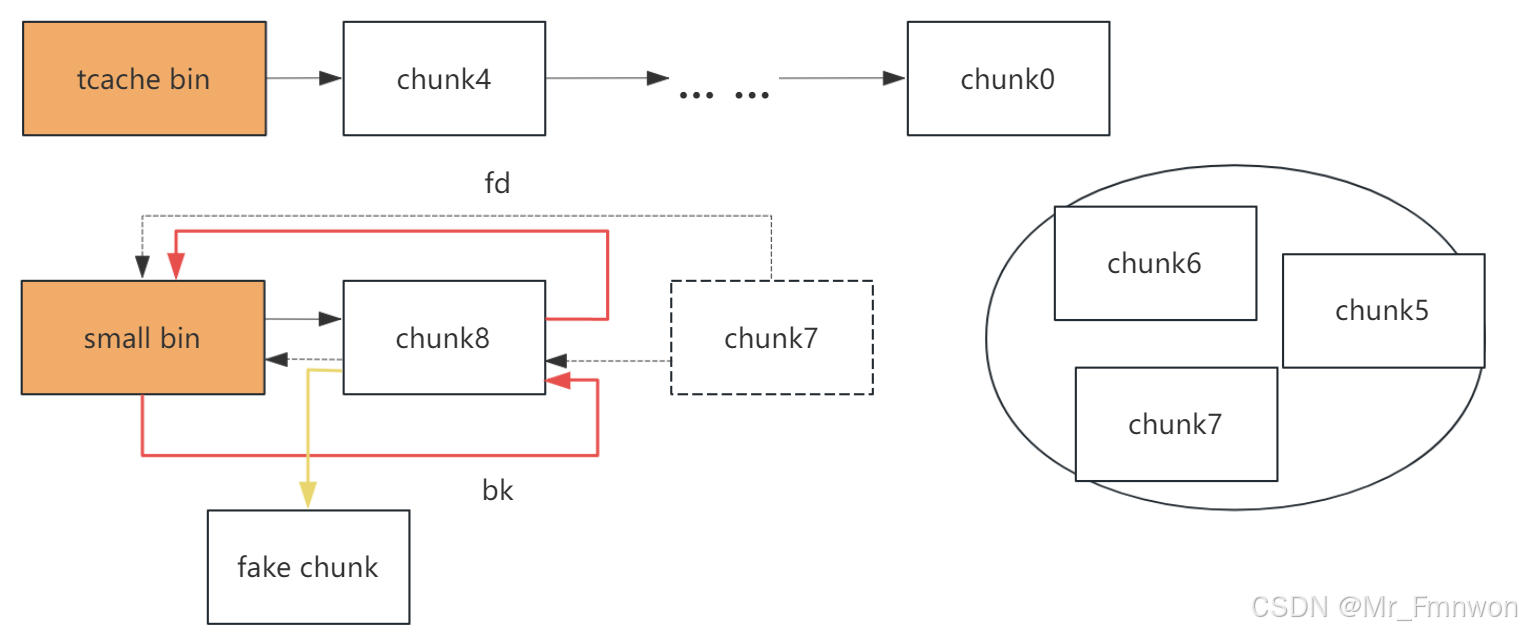 tcache bin
chunk4
... ...
chunk0
fd
chunk6
chunk5
small bin
chunk8
chunk7
chunk7
bk
fake chunk
CSDN @Mr_Fmnwon